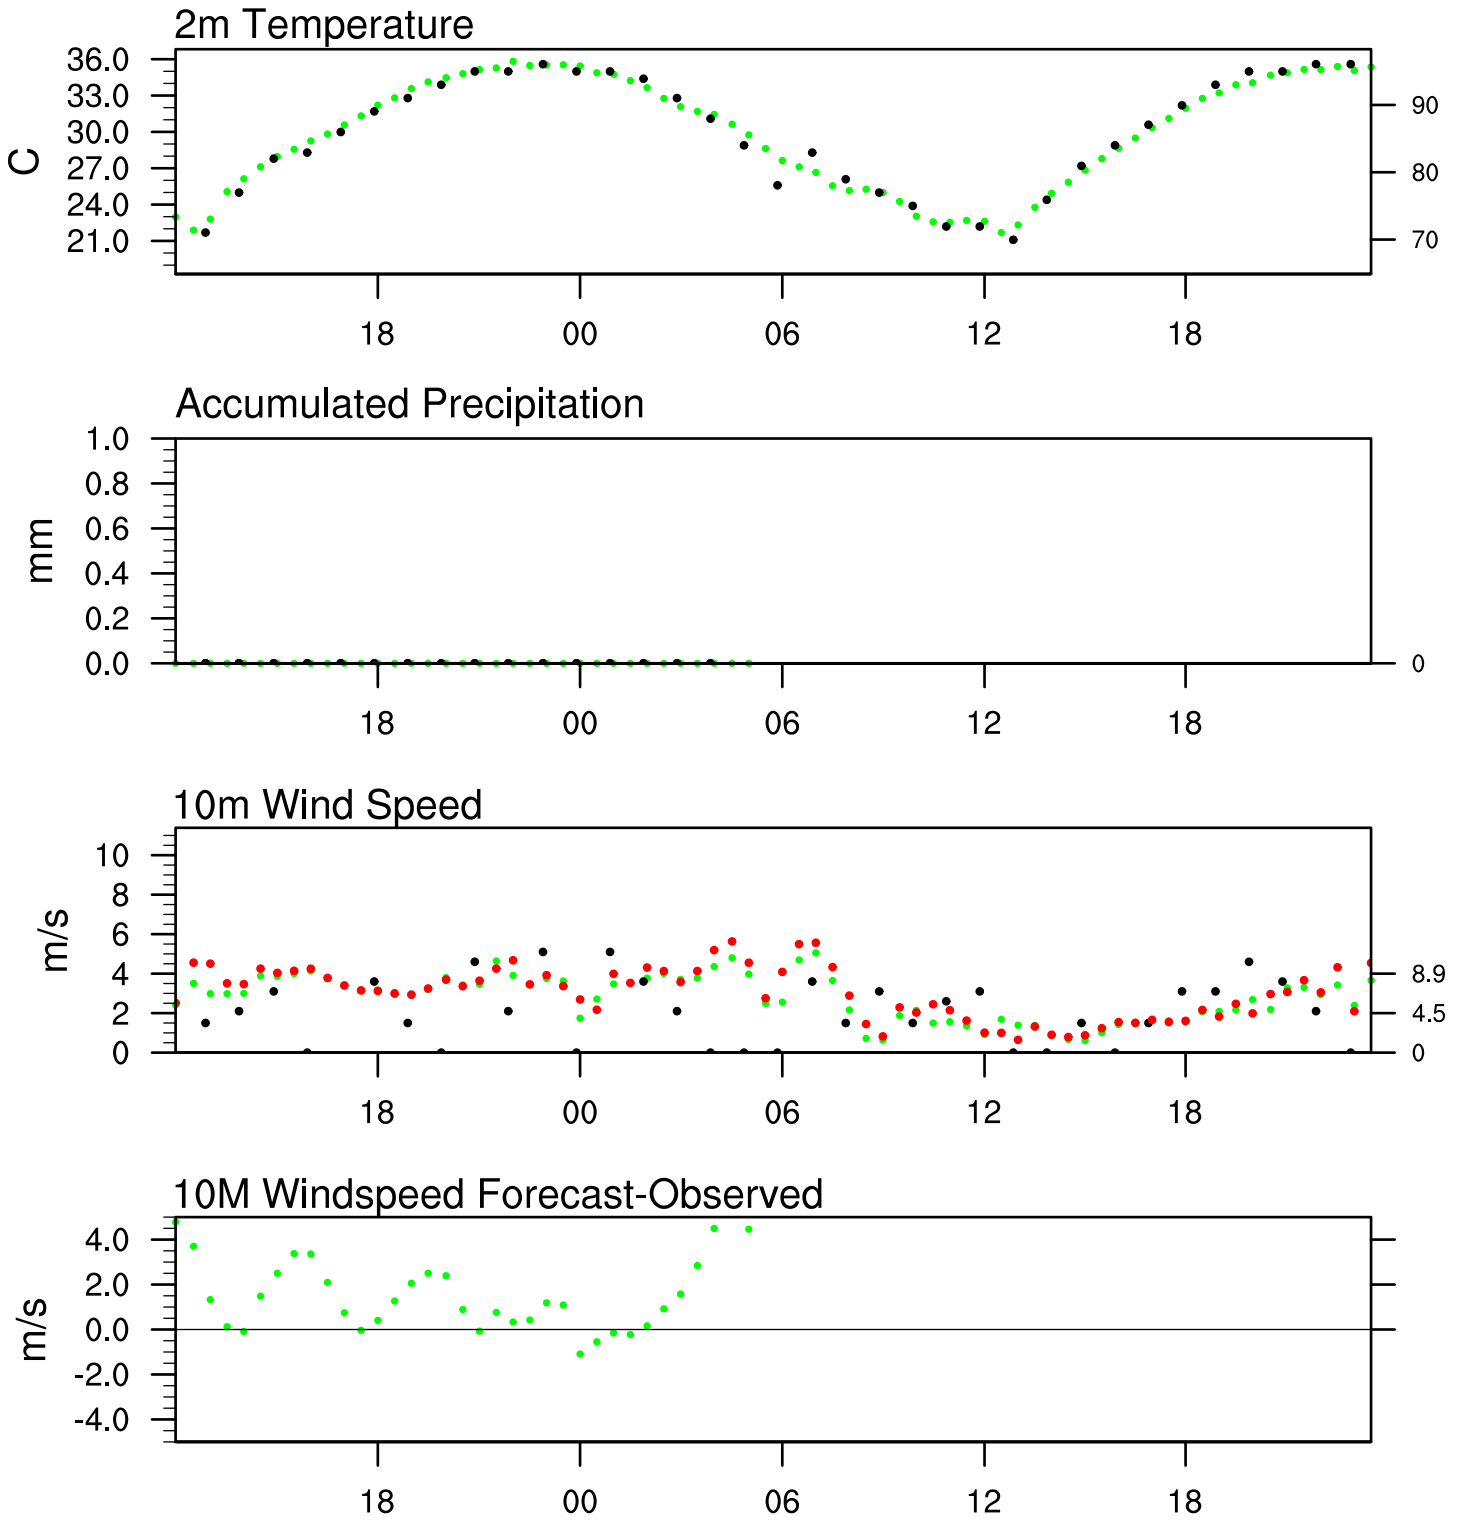 2m Temperature
36.0
33.0
30.0
27.0
24.0
21.0
C
90
80
70
18 00 06 12 18
Accumulated Precipitation
1.0
0.8
0.6
0.4
0.2
0.0
mm
0
18 00 06 12 18
10m Wind Speed
10
8
6
4
2
0
m/s
8.9
4.5
0
18 00 06 12 18
10M Windspeed Forecast-Observed
4.0
2.0
0.0
-2.0
-4.0
m/s
18 00 06 12 18